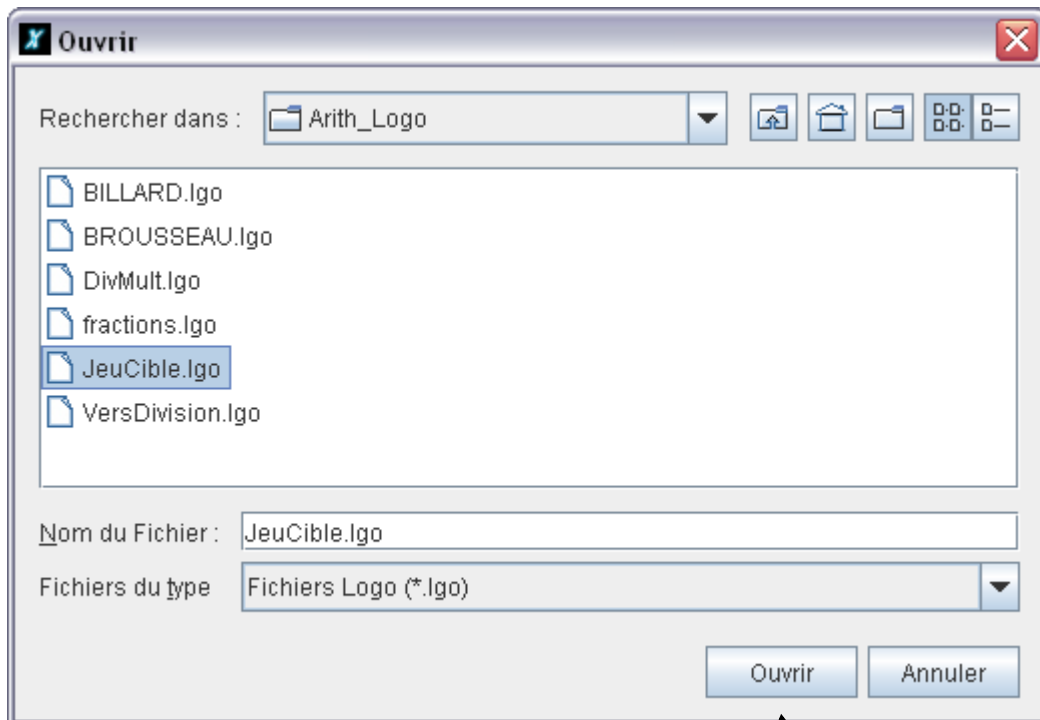 Ouvrir
Rechercher dans : Arith_Logo
BILLARD.lgo
BROUSSEAU.lgo
DivMult.lgo
fractions.lgo
JeuCible.lgo
VersDivision.lgo
Nom du Fichier : JeuCible.lgo
Fichiers du type Fichiers Logo (*.lgo)
Ouvrir Annuler